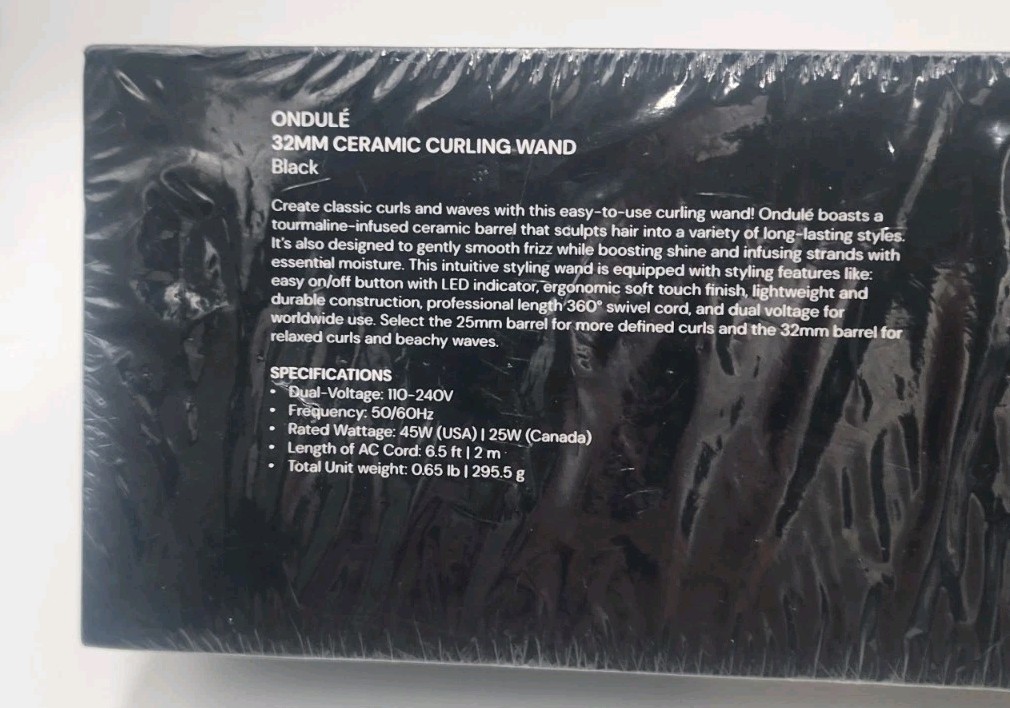 ONDULÉ
32MM CERAMIC CURLING WAND
Black
Create classic curls and waves with this easy-to-use curling wand! Ondulé boasts a
tourmaline-infused ceramic barrel that sculpts hair into a variety of long-lasting styles.
It's also designed to gently smooth frizz while boosting shine and infusing strands with
essential moisture. This intuitive styling wand is equipped with styling features like:
easy on/off button with LED indicator, ergonomic soft touch finish, lightweight and
durable construction, professional length 360° swivel cord, and dual voltage for
worldwide use. Select the 25mm barrel for more defined curls and the 32mm barrel for
relaxed curls and beachy waves.
SPECIFICATIONS
• Dual-Voltage: 110-240V
• Frequency: 50/60Hz
• Rated Wattage: 45W (USA) | 25W (Canada)
• Length of AC Cord: 6.5 ft | 2 m
• Total Unit weight: 0.65 lb | 295.5 g